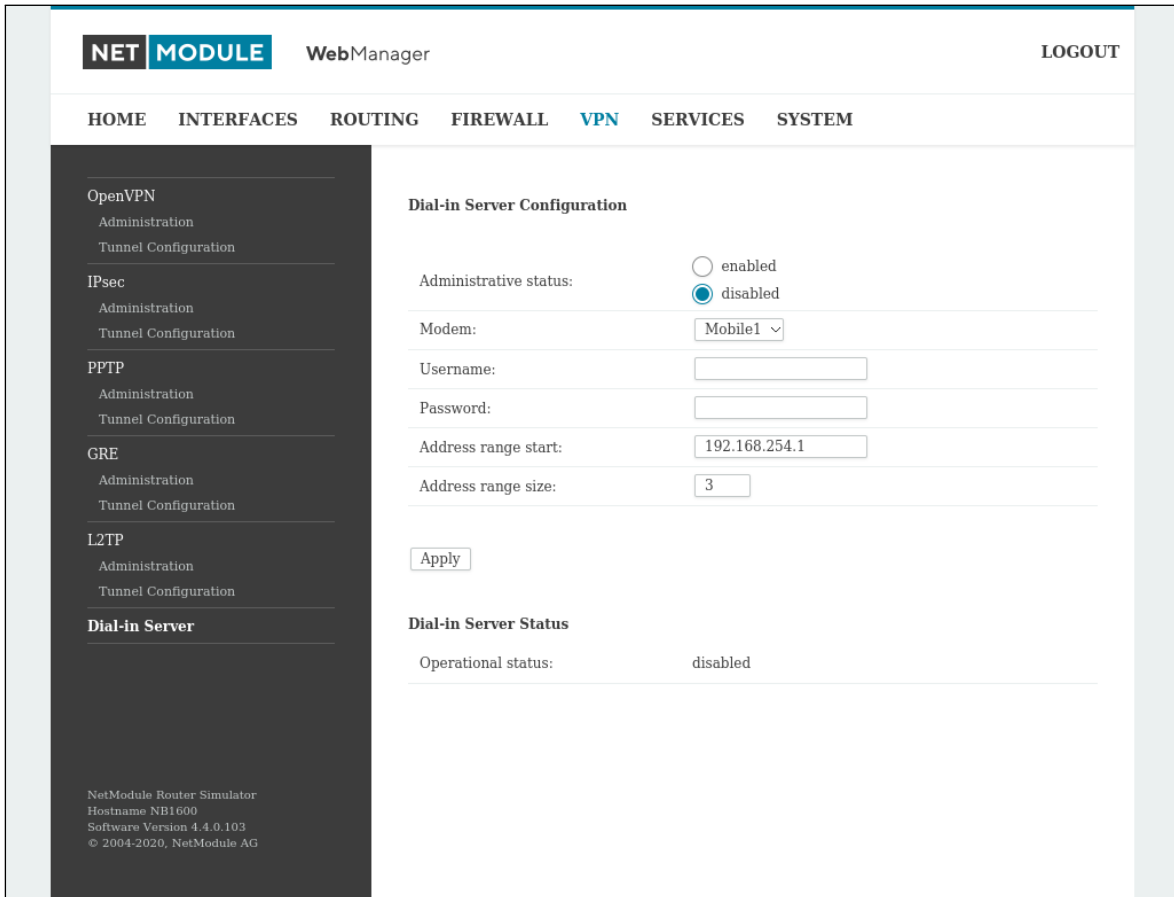 NET MODULE WebManager LOGOUT
HOME INTERFACES ROUTING FIREWALL VPN SERVICES SYSTEM
OpenVPN
Administration
Tunnel Configuration
IPsec
Administration
Tunnel Configuration
PPTP
Administration
Tunnel Configuration
GRE
Administration
Tunnel Configuration
L2TP
Administration
Tunnel Configuration
Dial-in Server
NetModule Router Simulator
Hostname NB1600
Software Version 4.4.0.103
© 2004-2020, NetModule AG
Dial-in Server Configuration
Administrative status:
enabled
disabled
Modem: Mobile1
Username:
Password:
Address range start: 192.168.254.1
Address range size: 3
Apply
Dial-in Server Status
Operational status: disabled